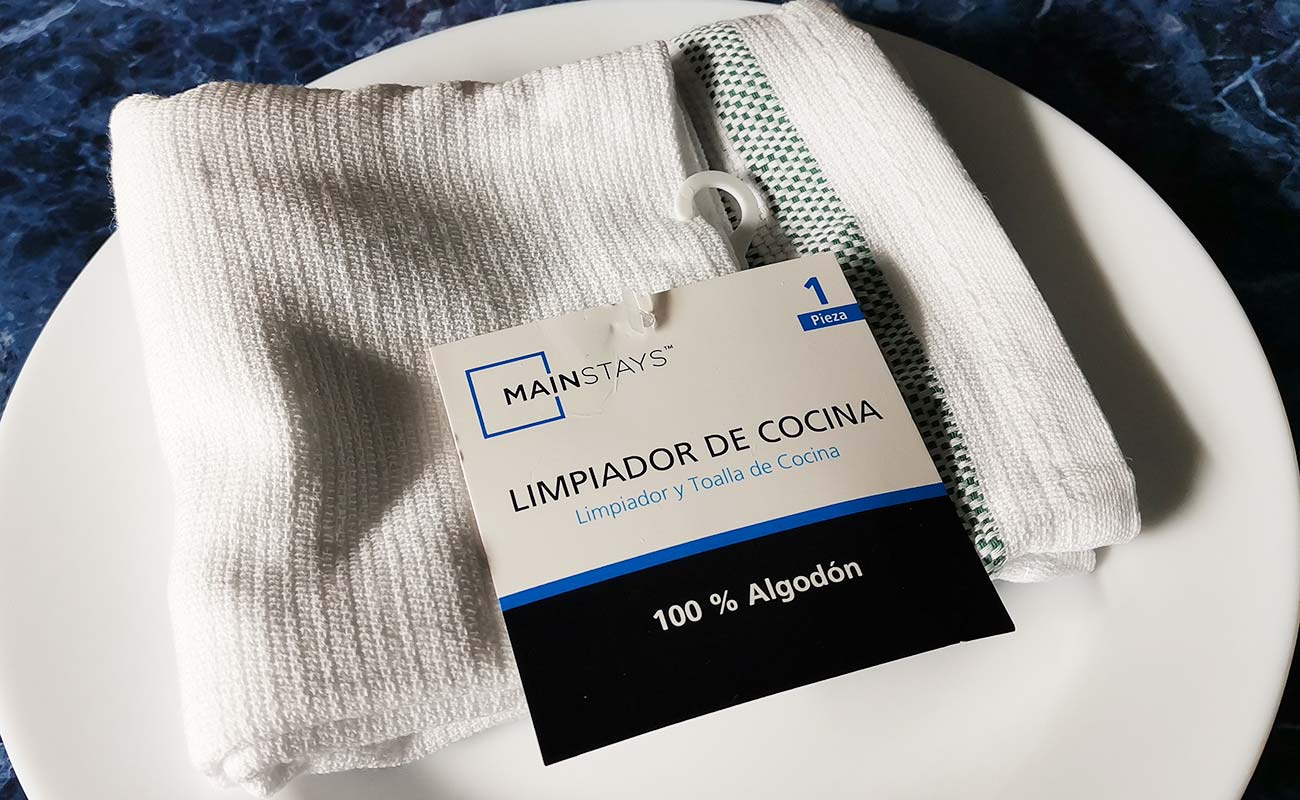 1
Pieza
MAINSTAYS™
LIMPIADOR DE COCINA
Limpiador y Toalla de Cocina
100 % Algodón